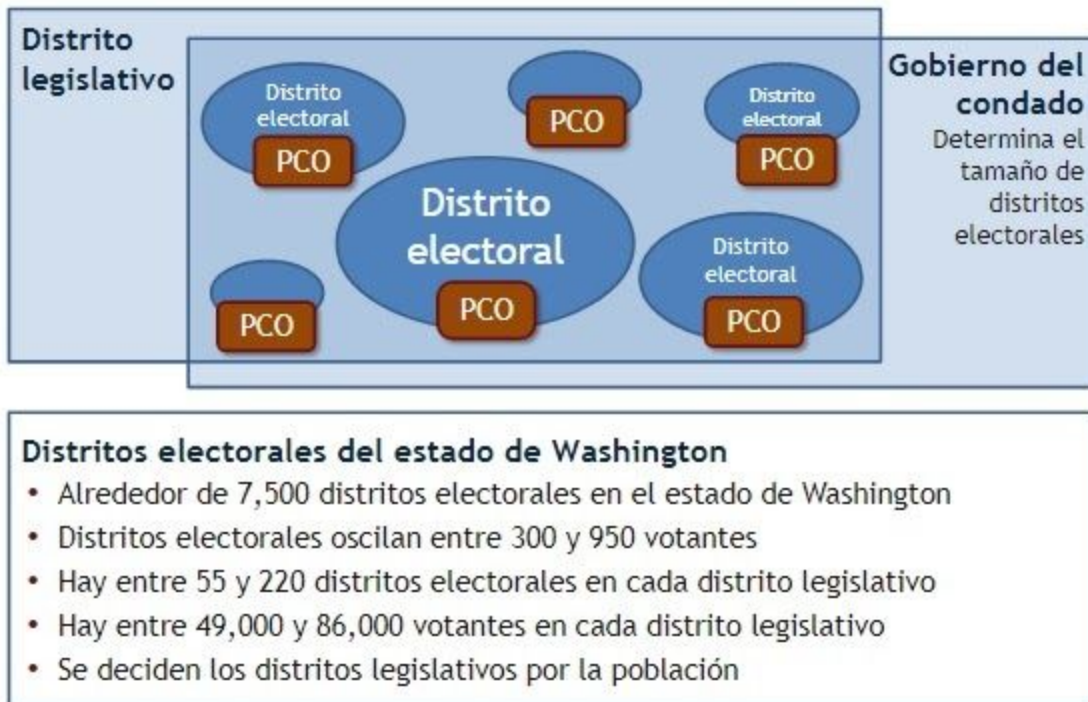 Distrito
legislativo
Gobierno del
condado
Determina el
tamaño de
distritos
electorales
Distrito
electoral
PCO
PCO
Distrito
electoral
PCO
Distrito
electoral
PCO
Distrito
electoral
PCO
PCO
Distritos electorales del estado de Washington
• Alrededor de 7,500 distritos electorales en el estado de Washington
• Distritos electorales oscilan entre 300 y 950 votantes
• Hay entre 55 y 220 distritos electorales en cada distrito legislativo
• Hay entre 49,000 y 86,000 votantes en cada distrito legislativo
• Se deciden los distritos legislativos por la población